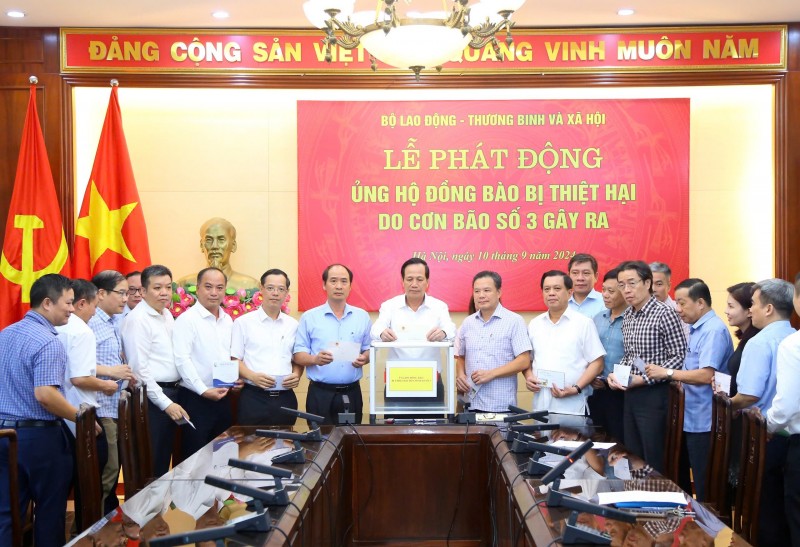 ĐẢNG CỘNG SẢN VIỆT QUANG VINH MUÔN NĂM
BỘ LAO ĐỘNG - THƯƠNG BINH VÀ XÃ HỘI
LỄ PHÁT ĐỘNG
ỦNG HỘ ĐỒNG BÀO BỊ THIỆT HẠI
DO CƠN BÃO SỐ 3 GÂY RA
Hà Nội, ngày 10 tháng 9 năm 2024